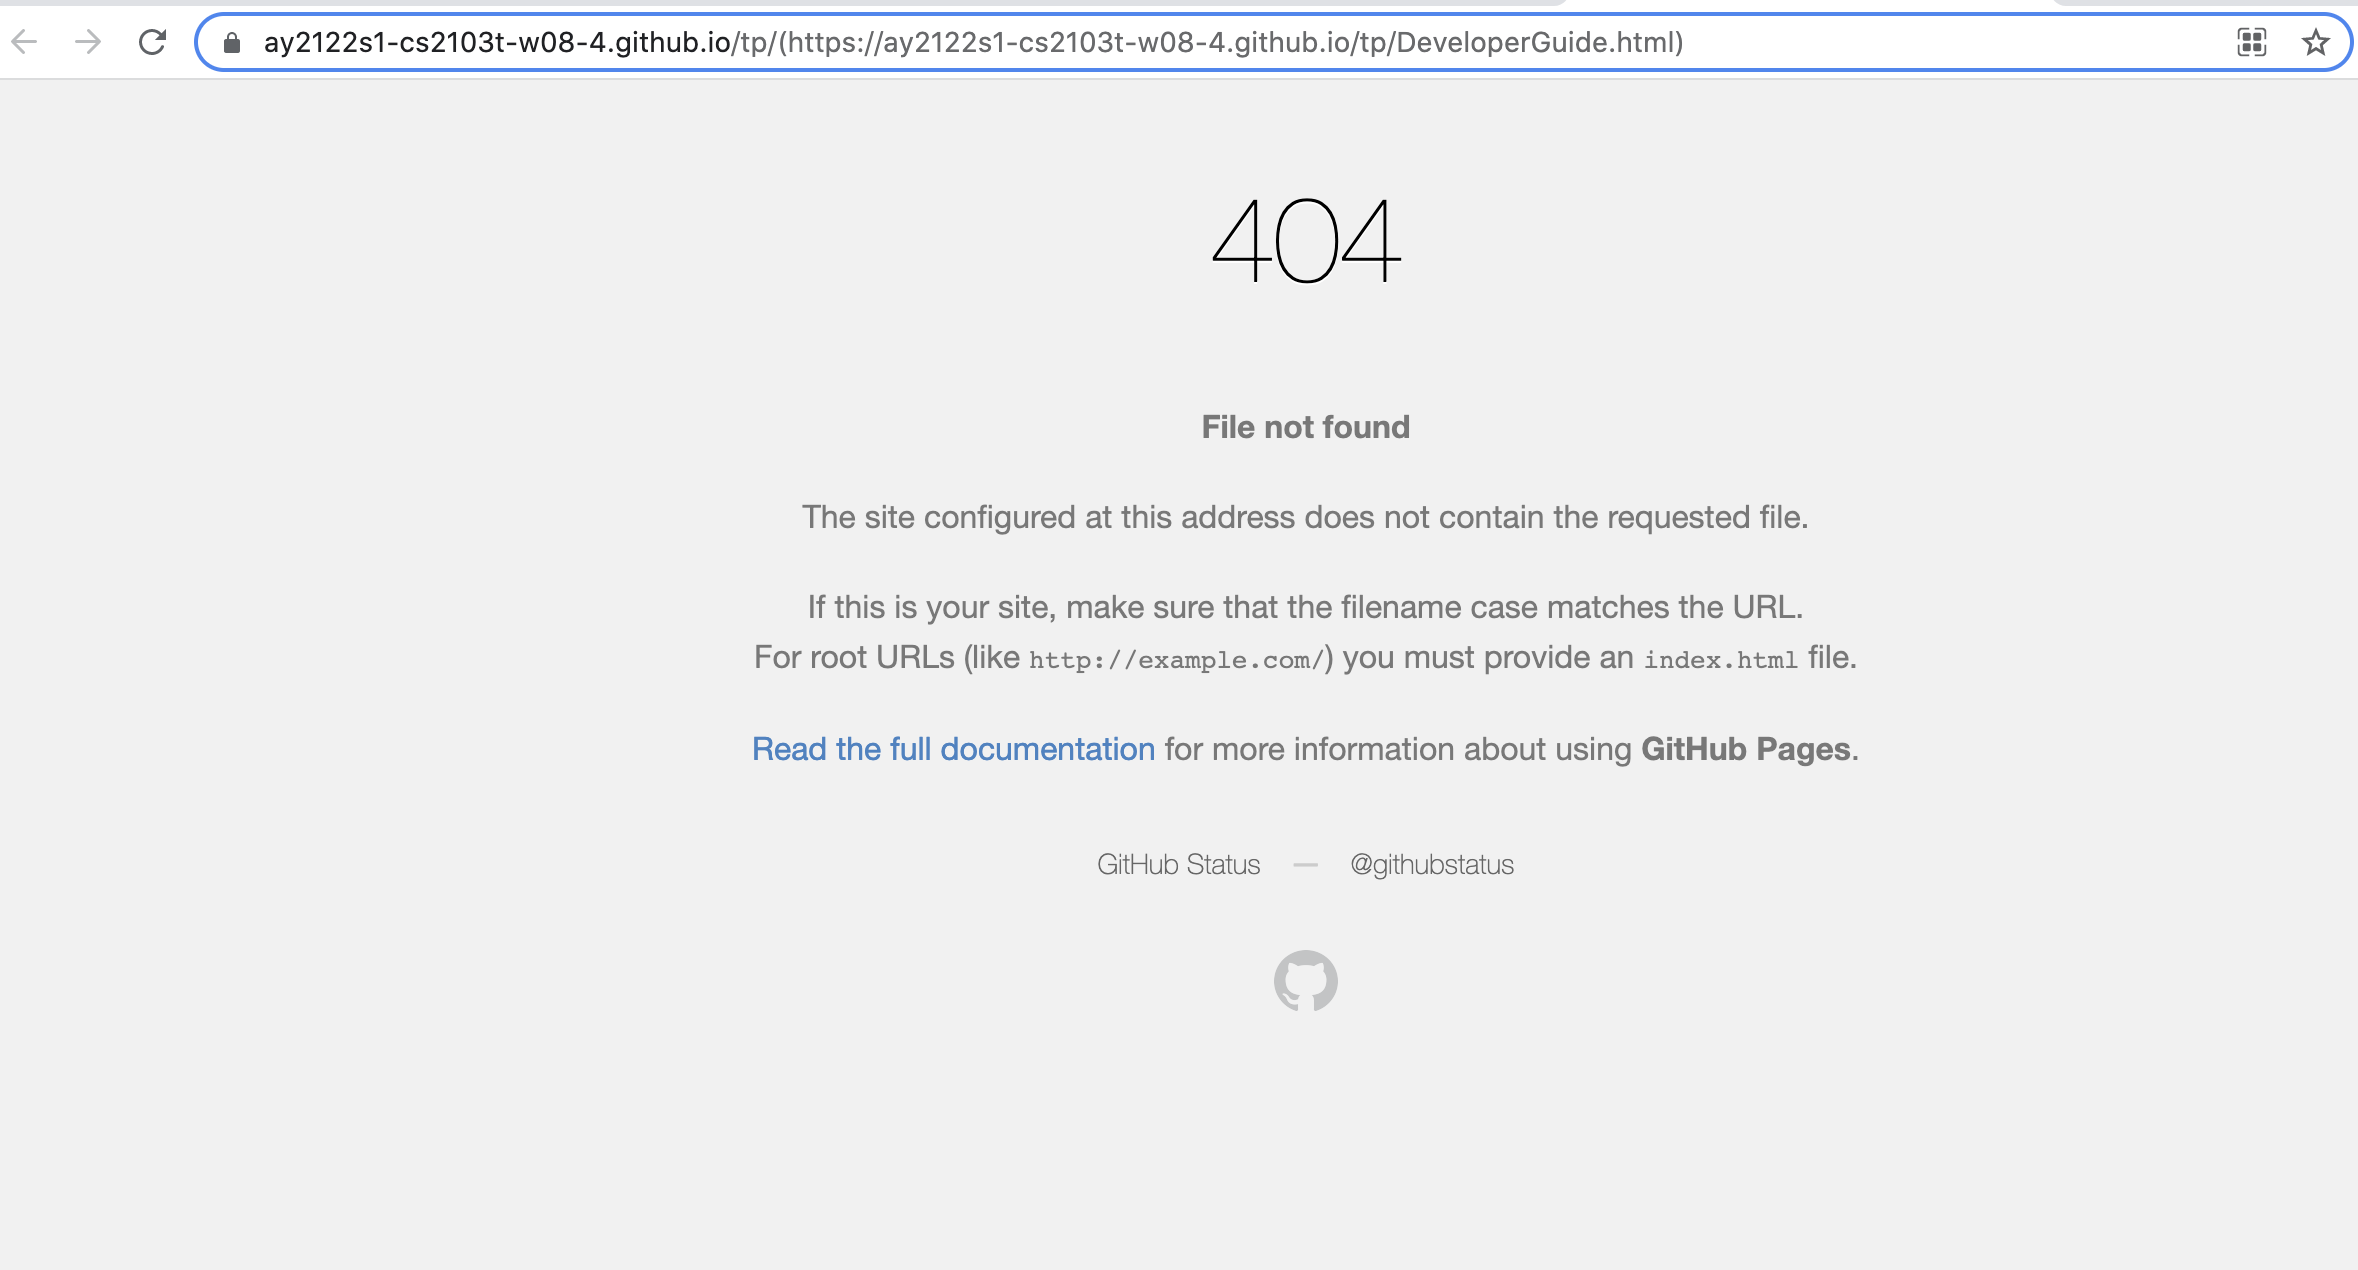 ay2122s1-cs2103t-w08-4.github.io/tp/(https://ay2122s1-cs2103t-w08-4.github.io/tp/DeveloperGuide.html)
404
File not found
The site configured at this address does not contain the requested file.
If this is your site, make sure that the filename case matches the URL.
For root URLs (like http://example.com/) you must provide an index.html file.
Read the full documentation for more information about using GitHub Pages.
GitHub Status — @githubstatus